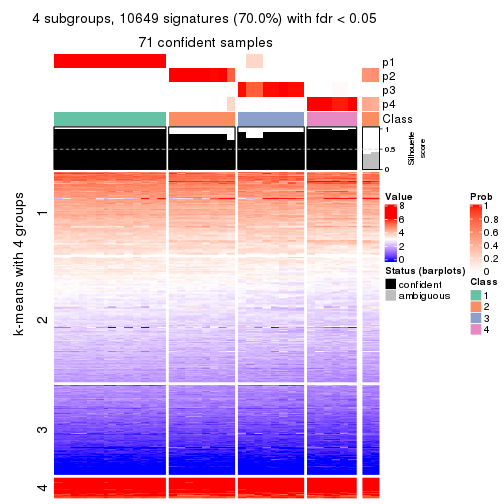 4 subgroups, 10649 signatures (70.0%) with fdr < 0.05
71 confident samples
p1
p2
p3
p4
Class
1
0.5
0
Silhouette
score
k-means with 4 groups
1
2
3
4
Value
8
6
4
2
0
Status (barplots)
confident
ambiguous
Prob
1
0.8
0.6
0.4
0.2
0
Class
1
2
3
4